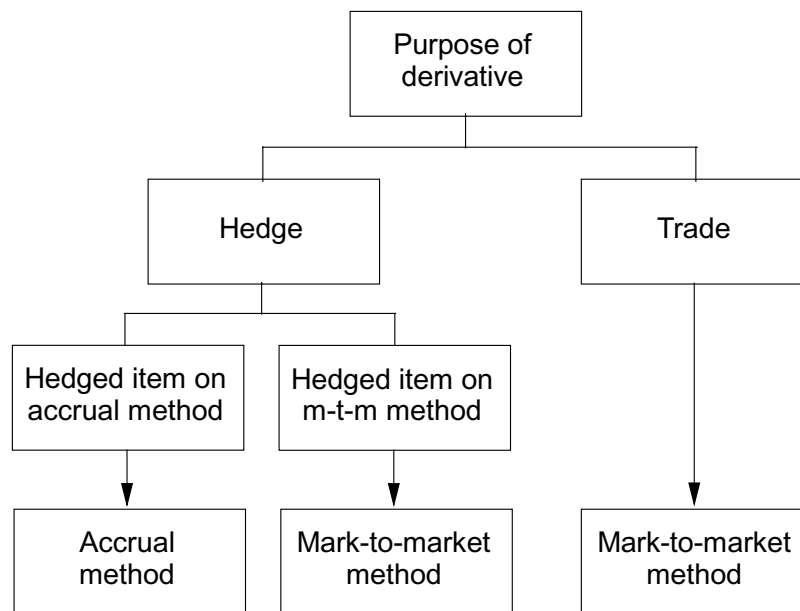 Purpose of
derivative
Hedge
Trade
Hedged item on
accrual method
Hedged item on
m-t-m method
Accrual
method
Mark-to-market
method
Mark-to-market
method